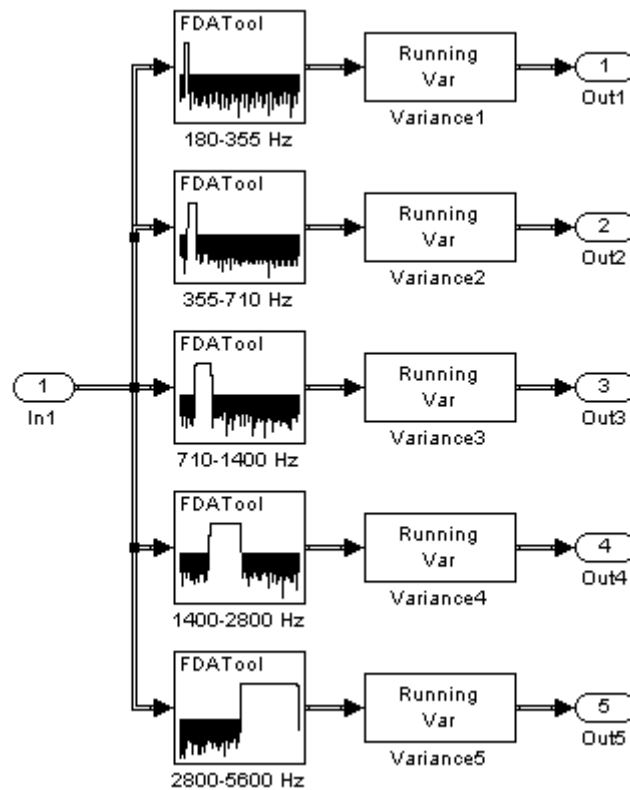 FDATool
Running
Var
1
180-355 Hz
Variance1
Out1
FDATool
Running
Var
2
355-710 Hz
Variance2
Out2
FDATool
1
Running
Var
3
In1
710-1400 Hz
Variance3
Out3
FDATool
Running
Var
4
1400-2800 Hz
Variance4
Out4
FDATool
Running
Var
5
2800-5600 Hz
Variance5
Out5